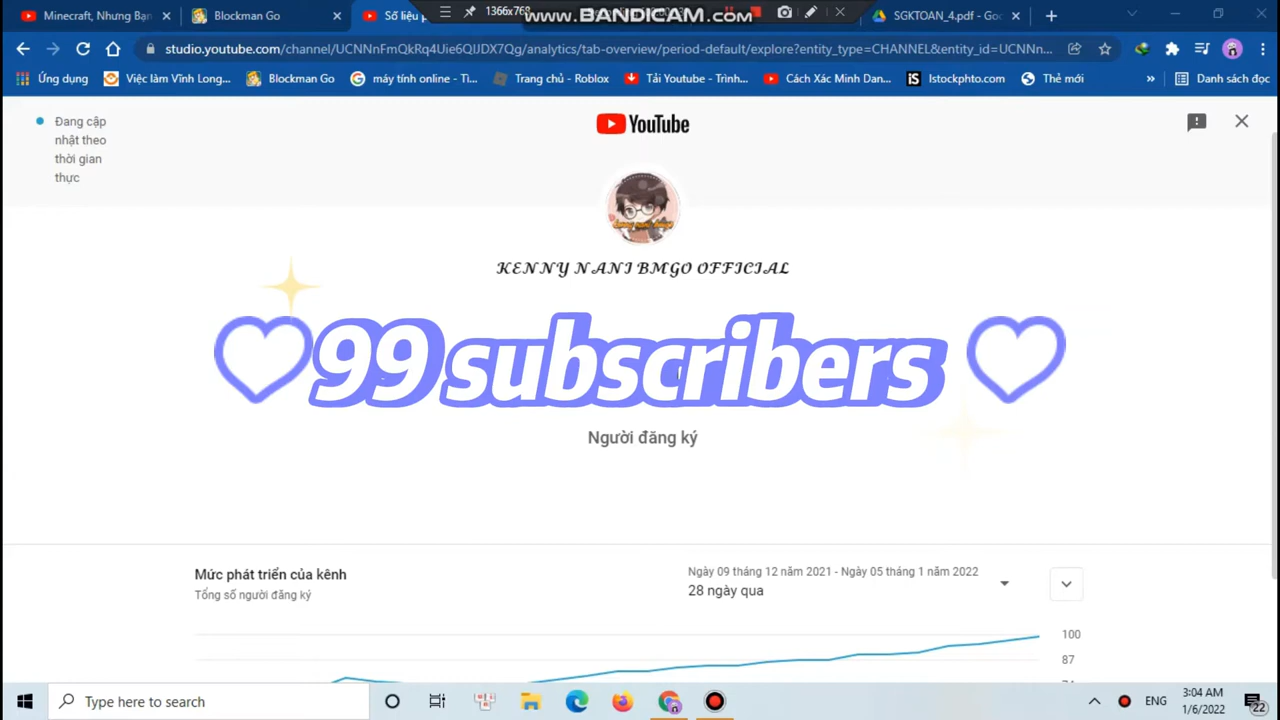 Minecraft, Nhưng Bạn
Blockman Go
Số liệu p
1366x768
www.BANDICAM.com
SGKTOAN_4.pdf - Goo
studio.youtube.com/channel/UCNNnFmQkRq4Uie6QIJDX7Qg/analytics/tab-overview/period-default/explore?entity_type=CHANNEL&entity_id=UCNNn...
Ứng dụng
Việc làm Vĩnh Long...
Blockman Go
máy tính online - Tì...
Trang chủ - Roblox
Tải Youtube - Trình...
Cách Xác Minh Dan...
Istockphto.com
Thẻ mới
»
Danh sách đọc
Đang cập
nhật theo
thời gian
thực
YouTube
KENNY NANI BMGO OFFICIAL
99 subscribers
Người đăng ký
Mức phát triển của kênh
Tổng số người đăng ký
Ngày 09 tháng 12 năm 2021 - Ngày 05 tháng 1 năm 2022
28 ngày qua
100
87
Type here to search
ENG
3:04 AM
1/6/2022
22